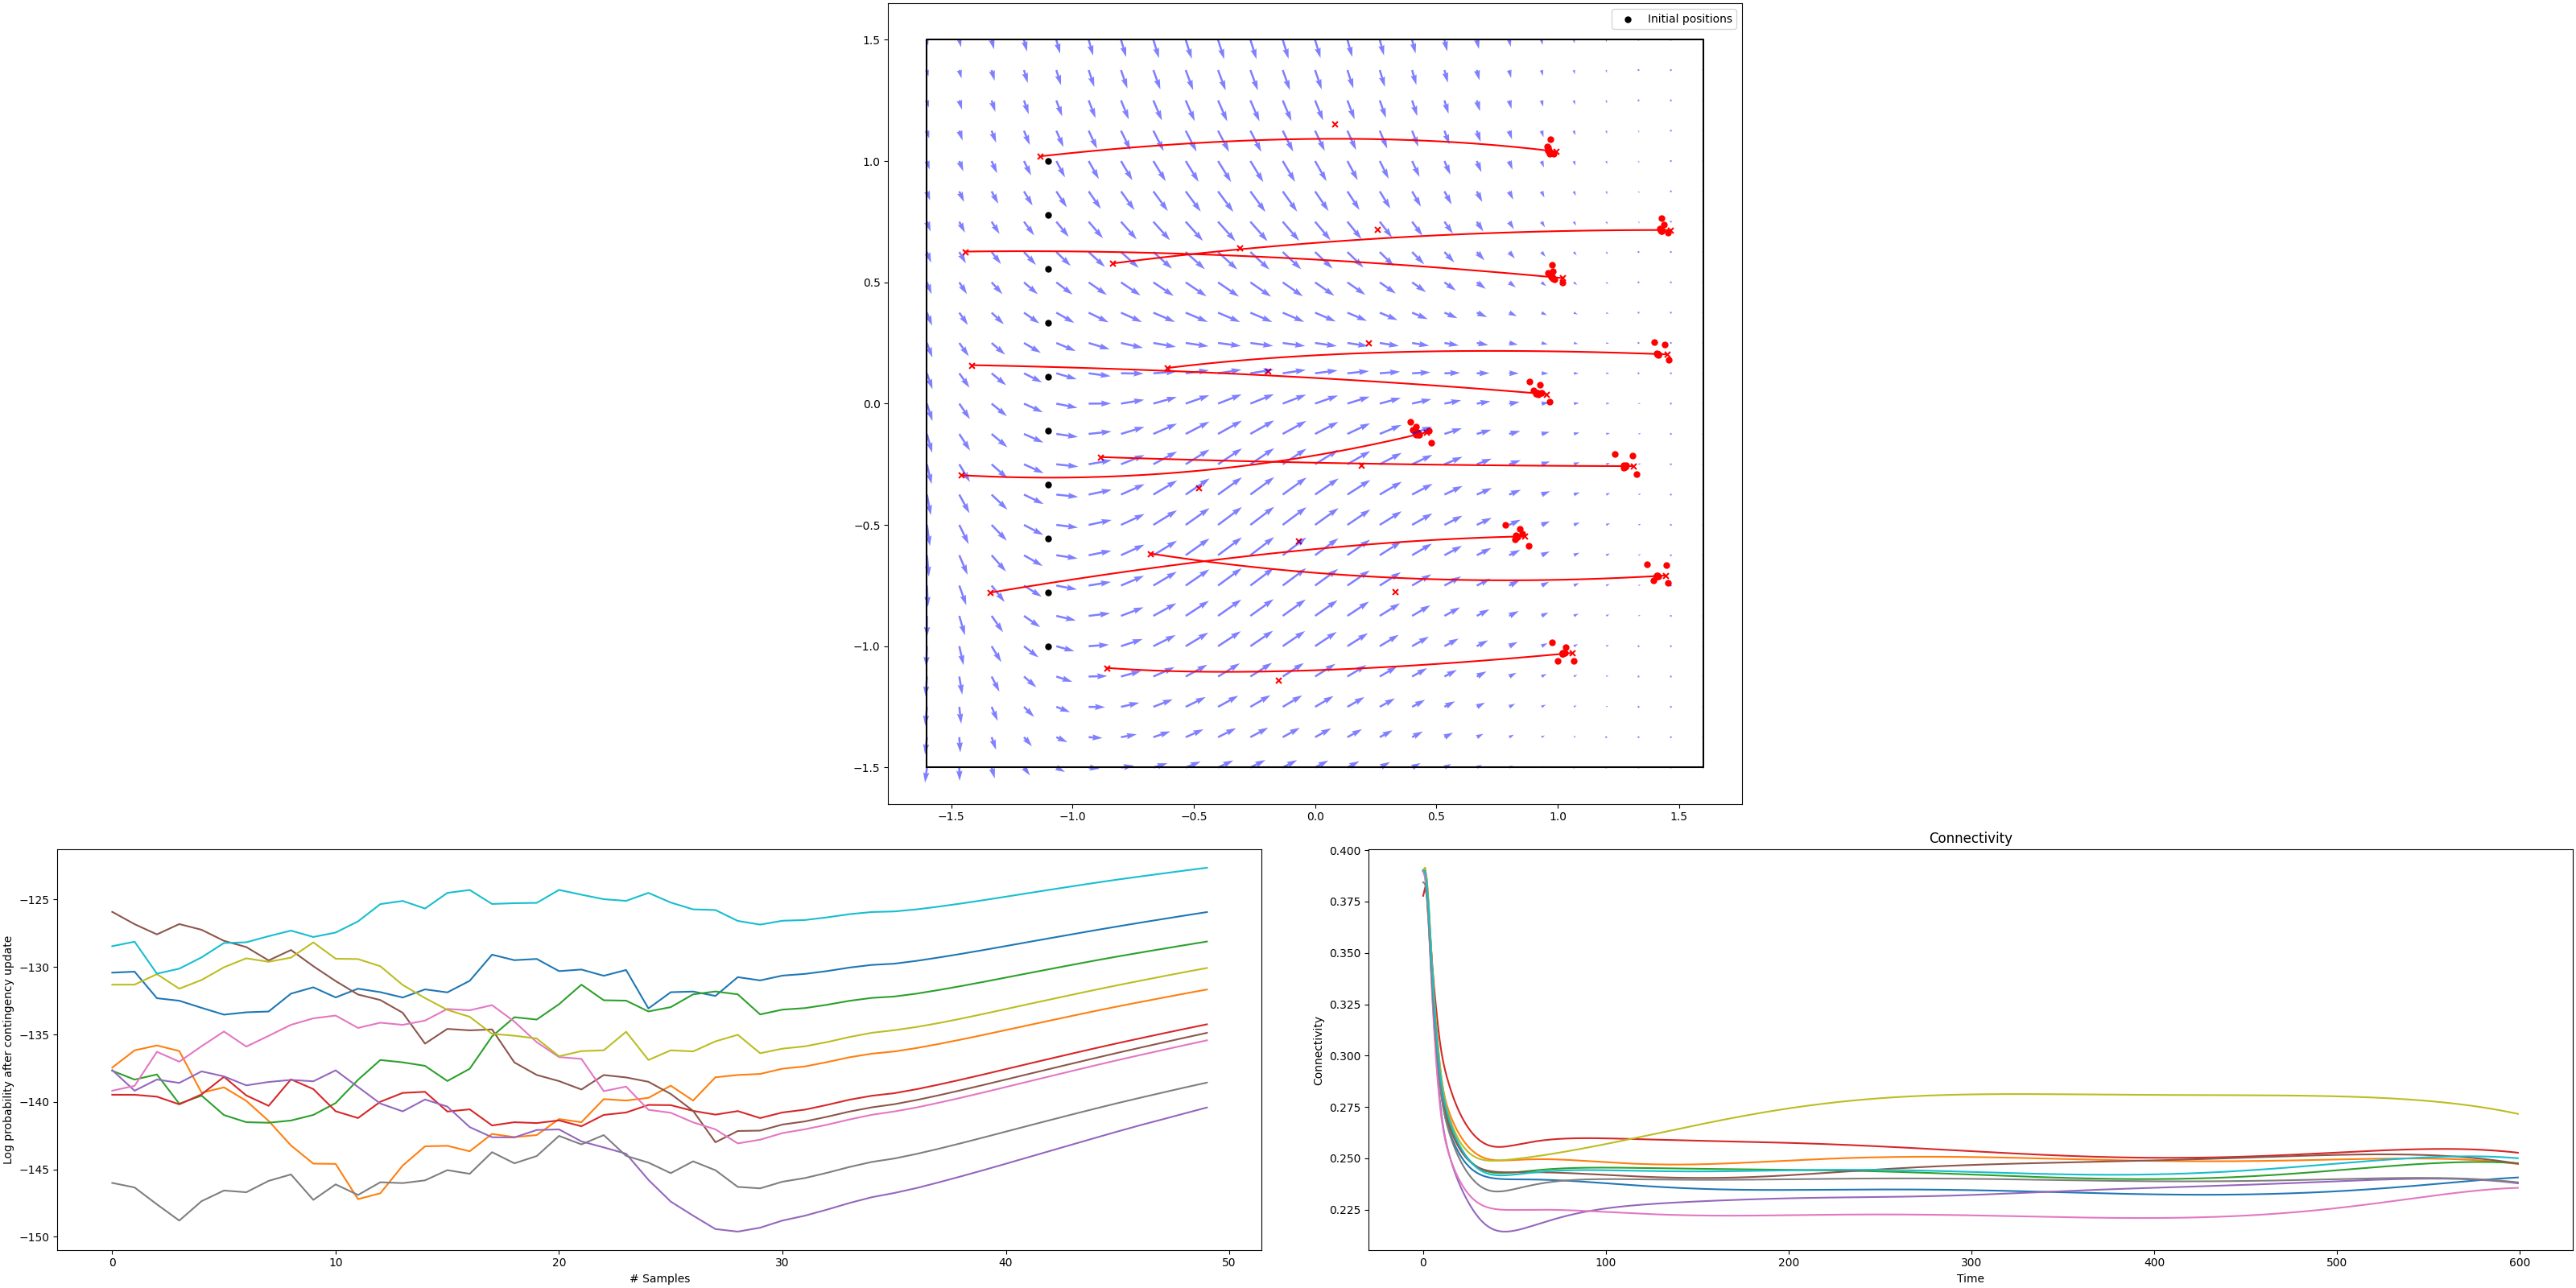 Initial positions
1.5
1.0
0.5
0.0
−0.5
−1.0
−1.5
−1.5 −1.0 −0.5 0.0 0.5 1.0 1.5
Log probability after contingency update
−125
−130
−135
−140
−145
−150
0 10 20 30 40 50
# Samples
Connectivity
Connectivity
0.400
0.375
0.350
0.325
0.300
0.275
0.250
0.225
0 100 200 300 400 500 600
Time